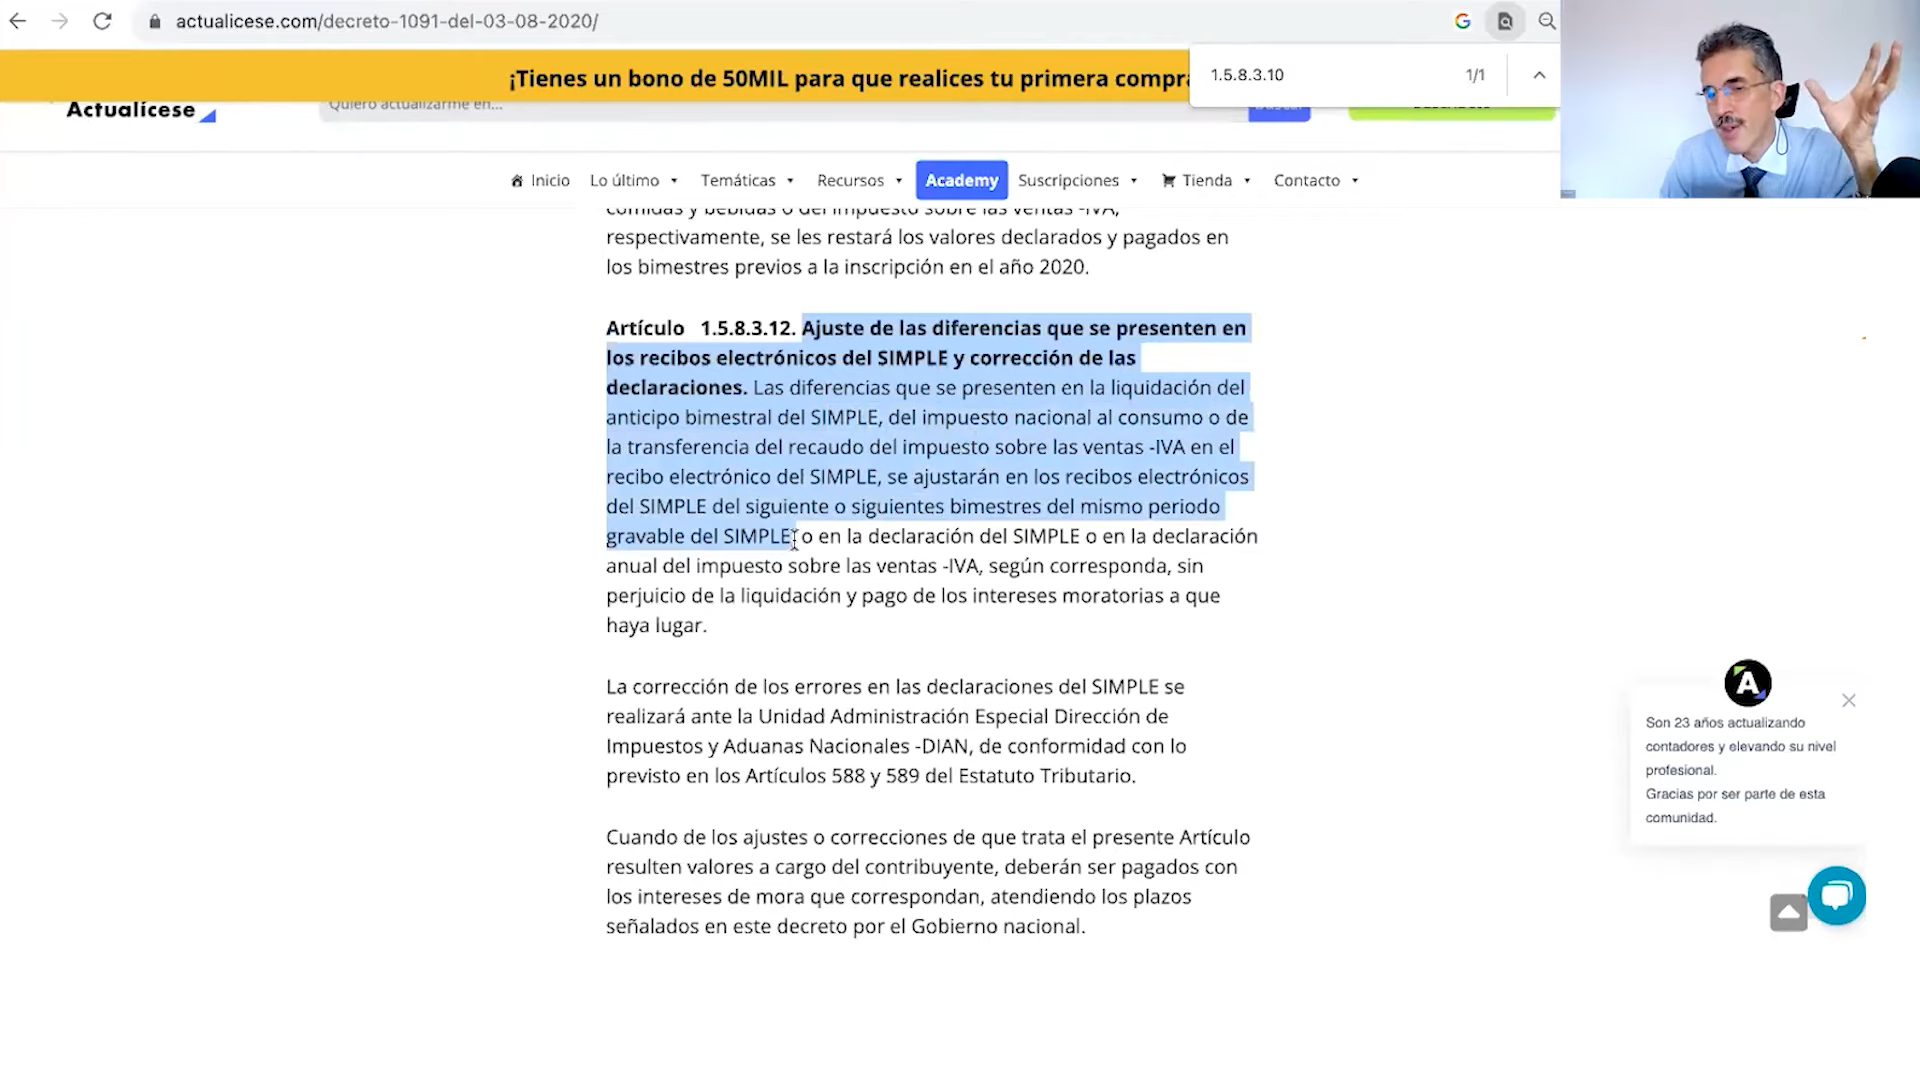 actualicese.com/decreto-1091-del-03-08-2020/
¡Tienes un bono de 50MIL para que realices tu primera compra
1.5.8.3.10
1/1
Actualícese
Quiero actualizarme en...
Inicio
Lo último
Temáticas
Recursos
Academy
Suscripciones
Tienda
Contacto
comidas y bebidas o del impuesto sobre las ventas -IVA,
respectivamente, se les restará los valores declarados y pagados en
los bimestres previos a la inscripción en el año 2020.
Artículo 1.5.8.3.12. Ajuste de las diferencias que se presenten en
los recibos electrónicos del SIMPLE y corrección de las
declaraciones. Las diferencias que se presenten en la liquidación del
anticipo bimestral del SIMPLE, del impuesto nacional al consumo o de
la transferencia del recaudo del impuesto sobre las ventas -IVA en el
recibo electrónico del SIMPLE, se ajustarán en los recibos electrónicos
del SIMPLE del siguiente o siguientes bimestres del mismo periodo
gravable del SIMPLE, o en la declaración del SIMPLE o en la declaración
anual del impuesto sobre las ventas -IVA, según corresponda, sin
perjuicio de la liquidación y pago de los intereses moratorias a que
haya lugar.
La corrección de los errores en las declaraciones del SIMPLE se
realizará ante la Unidad Administración Especial Dirección de
Impuestos y Aduanas Nacionales -DIAN, de conformidad con lo
previsto en los Artículos 588 y 589 del Estatuto Tributario.
Cuando de los ajustes o correcciones de que trata el presente Artículo
resulten valores a cargo del contribuyente, deberán ser pagados con
los intereses de mora que correspondan, atendiendo los plazos
señalados en este decreto por el Gobierno nacional.
A
Son 23 años actualizando
contadores y elevando su nivel
profesional.
Gracias por ser parte de esta
comunidad.